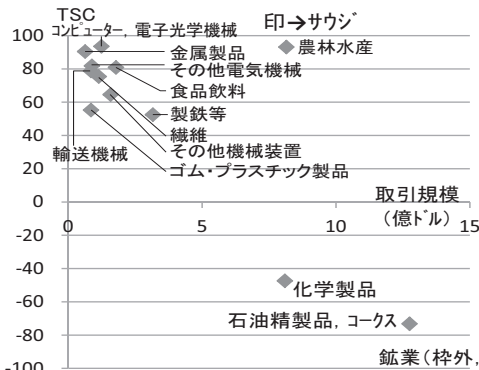 TSC
コンピューター, 電子光学機械
印→サウジ
100
金属製品
農林水産
80
その他電気機械
食品飲料
60
製鉄等
40
繊維
輸送機械
その他機械装置
20
ゴム・プラスチック製品
0
取引規模
0
5
10
15
(億ドル)
-20
-40
化学製品
-60
石油精製品, コークス
-80
鉱業(枠外,
-100